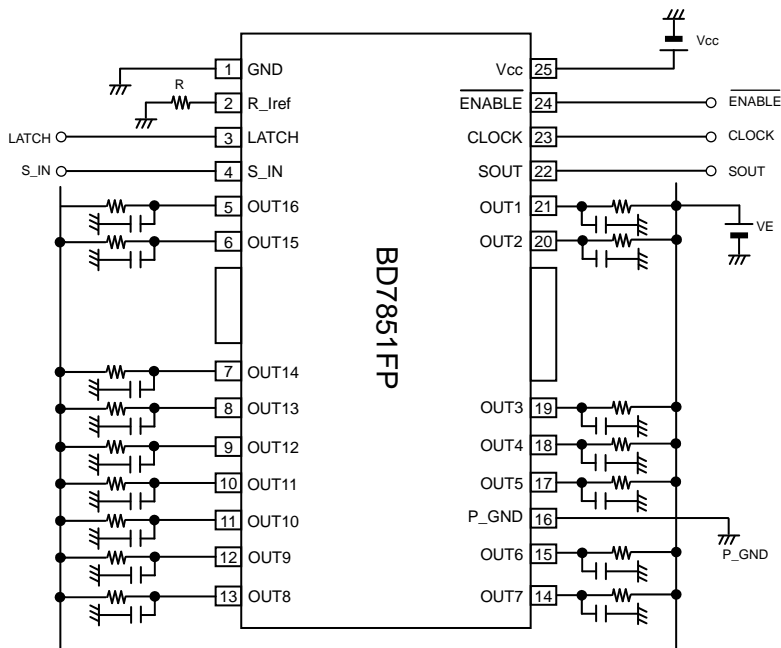 Vcc
1 GND Vcc 25
R
2 R_Iref ENABLE 24 ENABLE
LATCH 3 LATCH CLOCK 23 CLOCK
S_IN 4 S_IN SOUT 22 SOUT
5 OUT16 OUT1 21
6 OUT15 OUT2 20
VE
BD7851FP
7 OUT14
8 OUT13 OUT3 19
9 OUT12 OUT4 18
10 OUT11 OUT5 17
11 OUT10 P_GND 16
P_GND
12 OUT9 OUT6 15
13 OUT8 OUT7 14